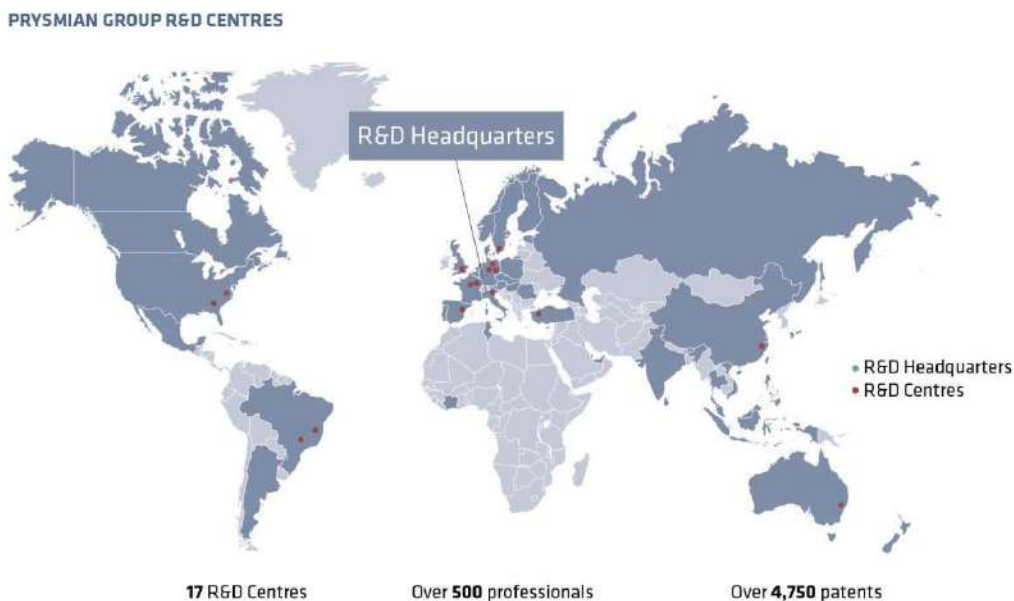 PRYSMIAN GROUP R&D CENTRES
R&D Headquarters
R&D Headquarters
R&D Centres
17 R&D Centres
Over 500 professionals
Over 4,750 patents